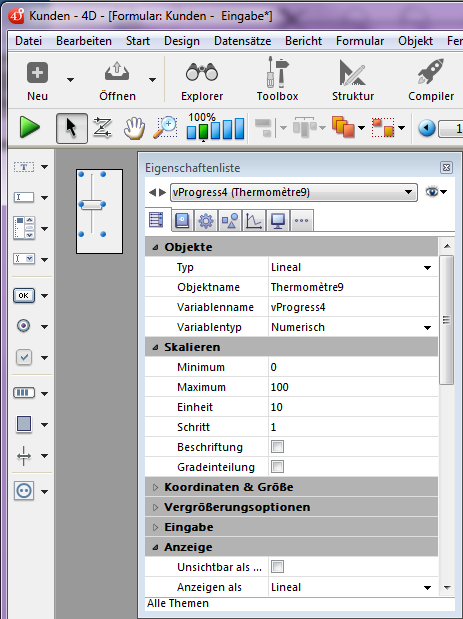 Kunden - 4D - [Formular: Kunden - Eingabe*]
Datei Bearbeiten Start Design Datensätze Bericht Formular Objekt Fer
Neu Öffnen Explorer Toolbox Struktur Compiler
100%
1
Eigenschaftenliste
vProgress4 (Thermomètre9)
Objekte
Typ Lineal
Objektname Thermomètre9
Variablenname vProgress4
Variablentyp Numerisch
Skalieren
Minimum 0
Maximum 100
Einheit 10
Schritt 1
Beschriftung
Gradeinteilung
Koordinaten & Größe
Vergrößerungsoptionen
Eingabe
Anzeige
Unsichtbar als ...
Anzeigen als Lineal
Alle Themen
OK